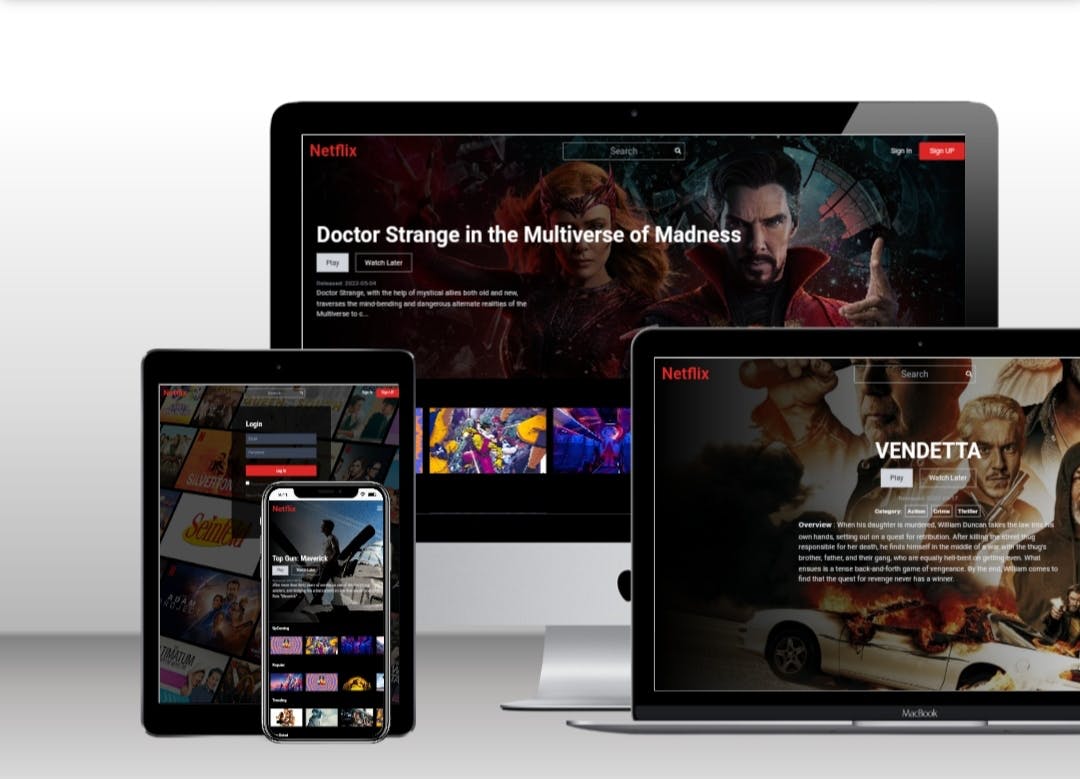 Netflix
Search
Sign In
Sign UP
Doctor Strange in the Multiverse of Madness
Play
Watch Later
Released 2022-05-04
Doctor Strange, with the help of mystical allies both old and new,
traverses the mind-bending and dangerous alternate realities of the
Multiverse to c...
Netflix
Search
VENDETTA
Play
Watch Later
Category:
Action
Crime
Thriller
Overview : When his daughter is murdered, William Duncan takes the law into his
own hands, setting out on a quest for retribution. After killing the street thug
responsible for her death, he finds himself in the middle of a war with the thug's
brother, father, and their gang, who are equally hell-bent on getting even. What
ensues is a tense back-and-forth game of vengeance. By the end, William comes to
find that the quest for revenge never has a winner.
MacBook
Netflix
Search
Sign In
Sign UP
Login
Email
Password
Log In
SILVERTON
Seinfeld
ADAM
Netflix
Top Gun: Maverick
Play
Watch Later
UpComing
Popular
Trending